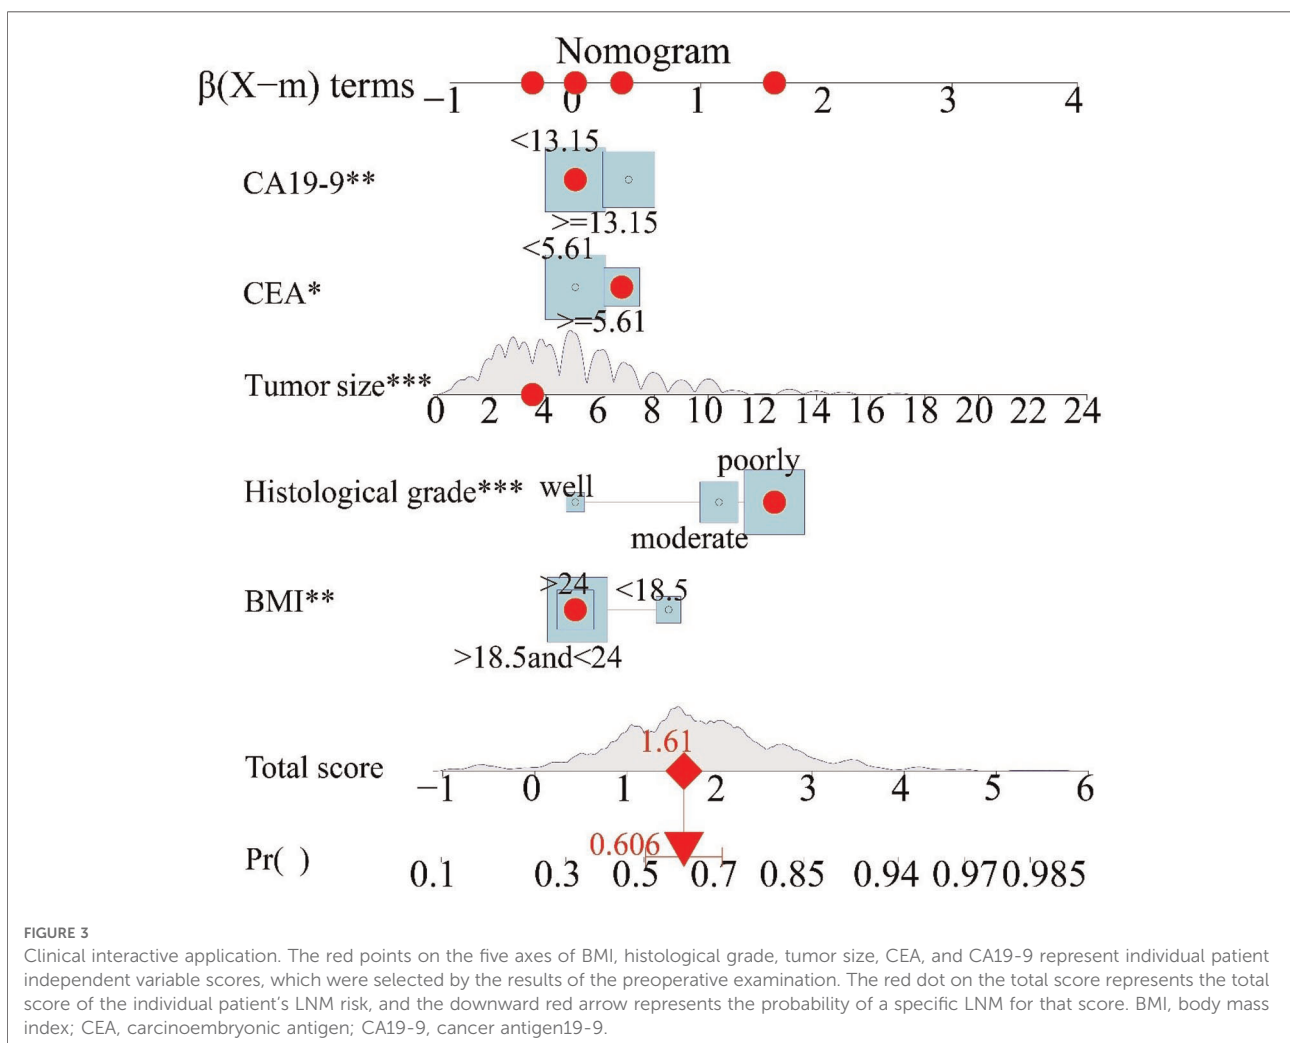 Nomogram
β(X−m) terms
−1 0 1 2 3 4
<13.15
CA19-9**
>=13.15
<5.61
CEA*
>=5.61
Tumor size***
0 2 4 6 8 10 12 14 16 18 20 22 24
poorly
Histological grade*** well
moderate
>24
<18.5
BMI**
>18.5and<24
1.61
Total score
−1 0 1 2 3 4 5 6
0.606
Pr( )
0.1 0.3 0.5 0.7 0.85 0.94 0.97 0.985
FIGURE 3
Clinical interactive application. The red points on the five axes of BMI, histological grade, tumor size, CEA, and CA19-9 represent individual patient
independent variable scores, which were selected by the results of the preoperative examination. The red dot on the total score represents the total
score of the individual patient's LNM risk, and the downward red arrow represents the probability of a specific LNM for that score. BMI, body mass
index; CEA, carcinoembryonic antigen; CA19-9, cancer antigen19-9.